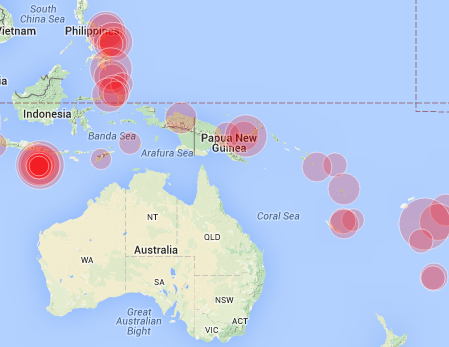 South
China Sea
Vietnam
Philippines
Indonesia
Banda Sea
Arafura Sea
Papua New
Guinea
Coral Sea
NT
QLD
Australia
WA
SA
NSW
Great
Australian
Bight
ACT
VIC